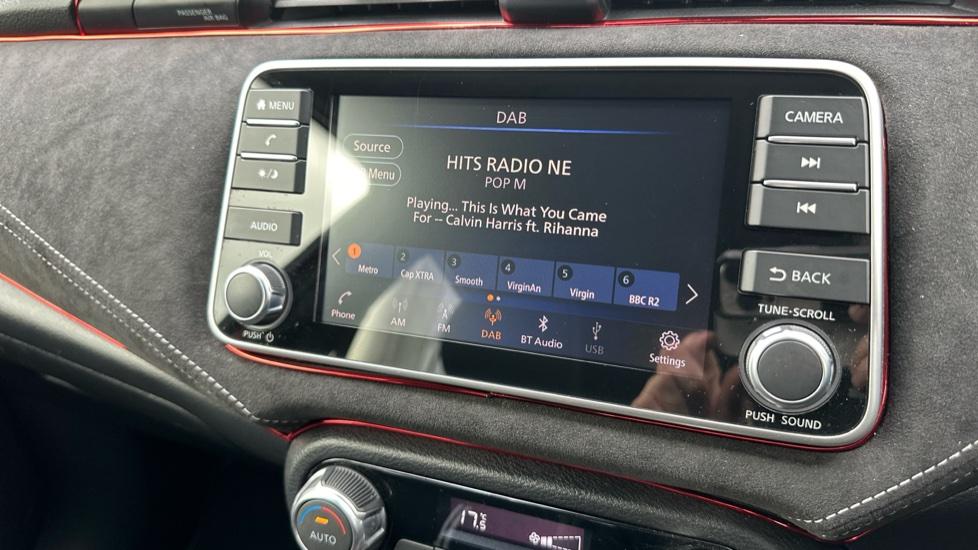 PASSENGER
AIR BAG
MENU
AUDIO
VOL
PUSH
DAB
Source
Menu
HITS RADIO NE
POP M
Playing... This Is What You Came
For -- Calvin Harris ft. Rihanna
1 Metro
2 Cap XTRA
3 Smooth
4 VirginAn
5 Virgin
6 BBC R2
Phone
AM
FM
DAB
BT Audio
USB
Settings
CAMERA
BACK
TUNE-SCROLL
PUSH SOUND
AUTO
17.5°C